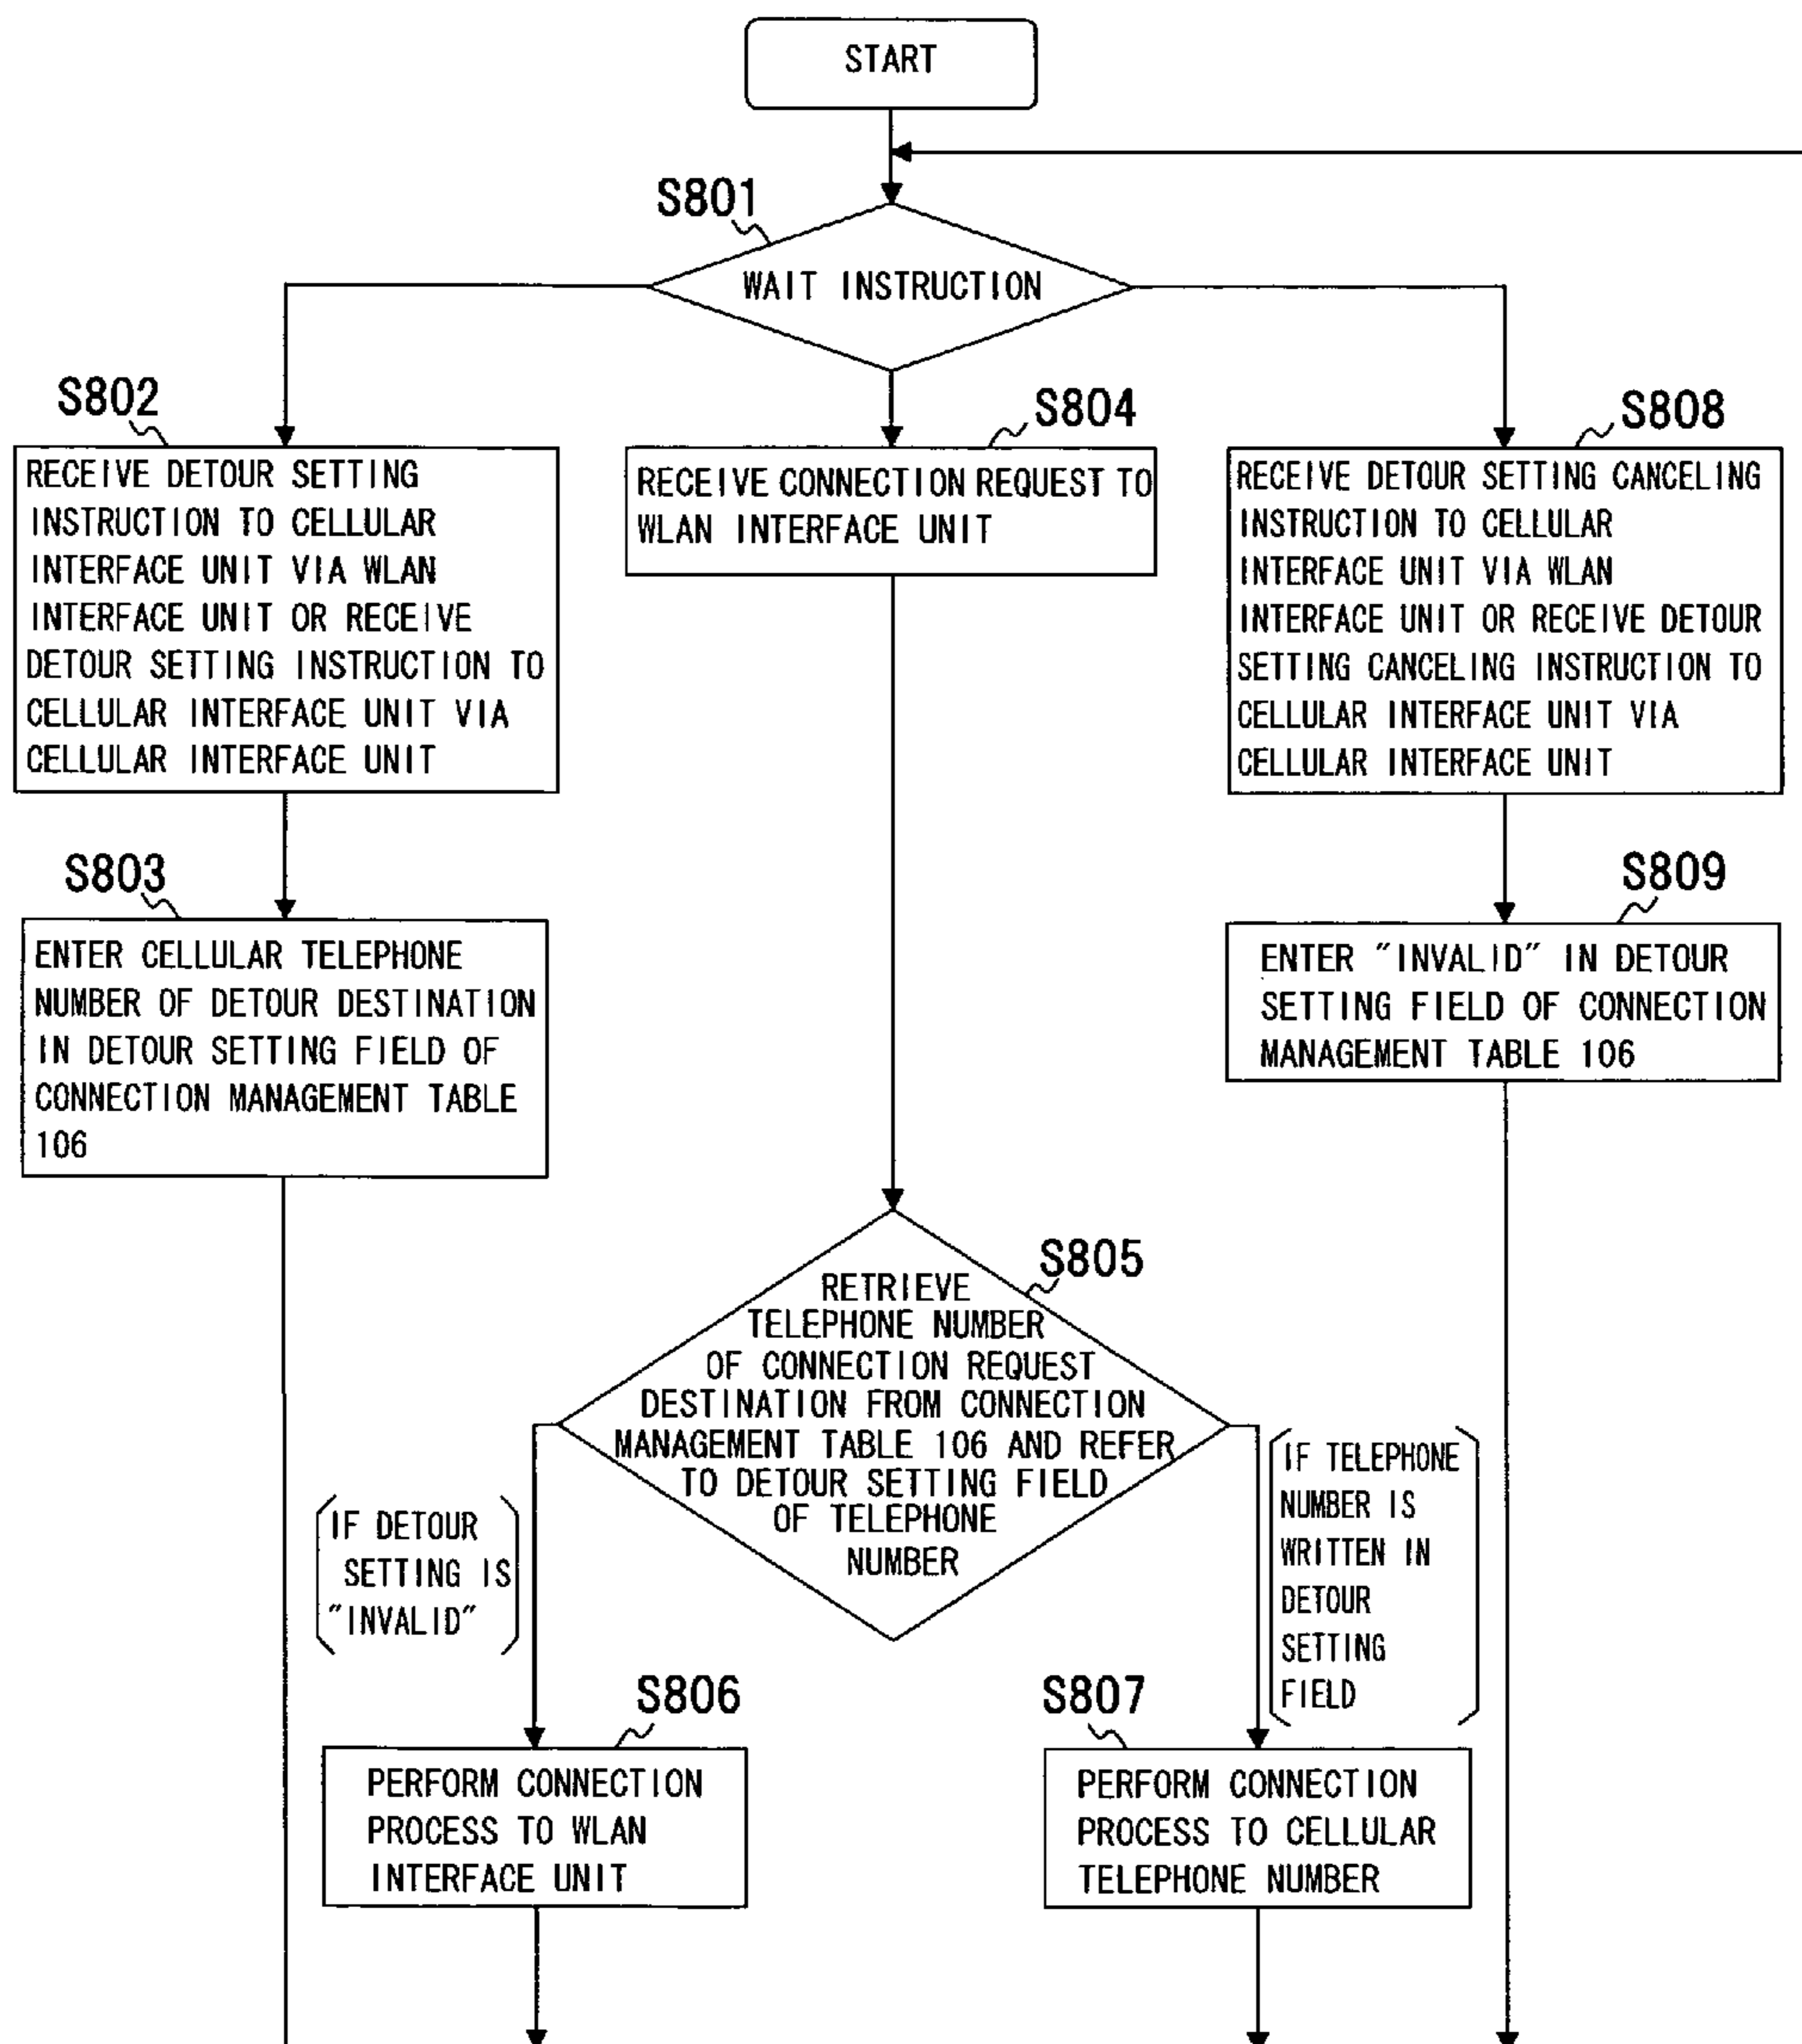 START
S801
WAIT INSTRUCTION
S802
RECEIVE DETOUR SETTING
INSTRUCTION TO CELLULAR
INTERFACE UNIT VIA WLAN
INTERFACE UNIT OR RECEIVE
DETOUR SETTING INSTRUCTION TO
CELLULAR INTERFACE UNIT VIA
CELLULAR INTERFACE UNIT
S804
RECEIVE CONNECTION REQUEST TO
WLAN INTERFACE UNIT
S808
RECEIVE DETOUR SETTING CANCELING
INSTRUCTION TO CELLULAR
INTERFACE UNIT VIA WLAN
INTERFACE UNIT OR RECEIVE DETOUR
SETTING CANCELING INSTRUCTION TO
CELLULAR INTERFACE UNIT VIA
CELLULAR INTERFACE UNIT
S803
ENTER CELLULAR TELEPHONE
NUMBER OF DETOUR DESTINATION
IN DETOUR SETTING FIELD OF
CONNECTION MANAGEMENT TABLE
106
S809
ENTER "INVALID" IN DETOUR
SETTING FIELD OF CONNECTION
MANAGEMENT TABLE 106
S805
RETRIEVE
TELEPHONE NUMBER
OF CONNECTION REQUEST
DESTINATION FROM CONNECTION
MANAGEMENT TABLE 106 AND REFER
TO DETOUR SETTING FIELD
OF TELEPHONE
NUMBER
IF DETOUR
SETTING IS
"INVALID"
IF TELEPHONE
NUMBER IS
WRITTEN IN
DETOUR
SETTING
FIELD
S806
PERFORM CONNECTION
PROCESS TO WLAN
INTERFACE UNIT
S807
PERFORM CONNECTION
PROCESS TO CELLULAR
TELEPHONE NUMBER